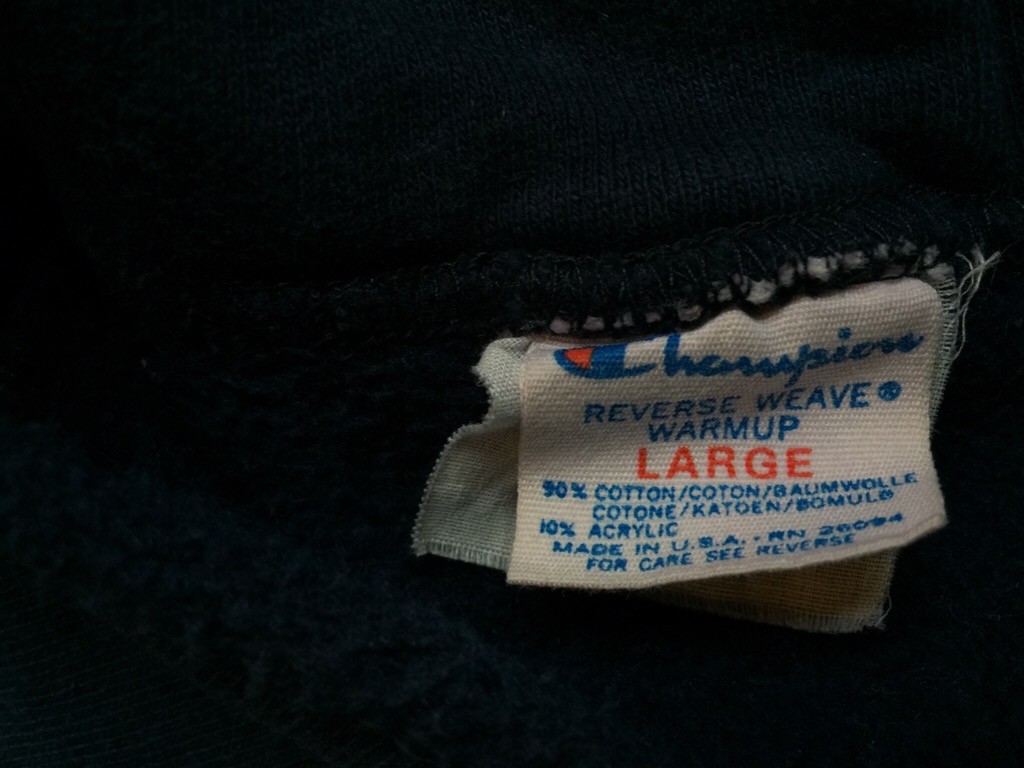 Champion
REVERSE WEAVE ®
WARMUP
LARGE
90% COTTON/COTON/BAUMWOLLE
COTONE/KATOEN/BOMULD
10% ACRYLIC
MADE IN U.S.A. · RN 26094
FOR CARE SEE REVERSE